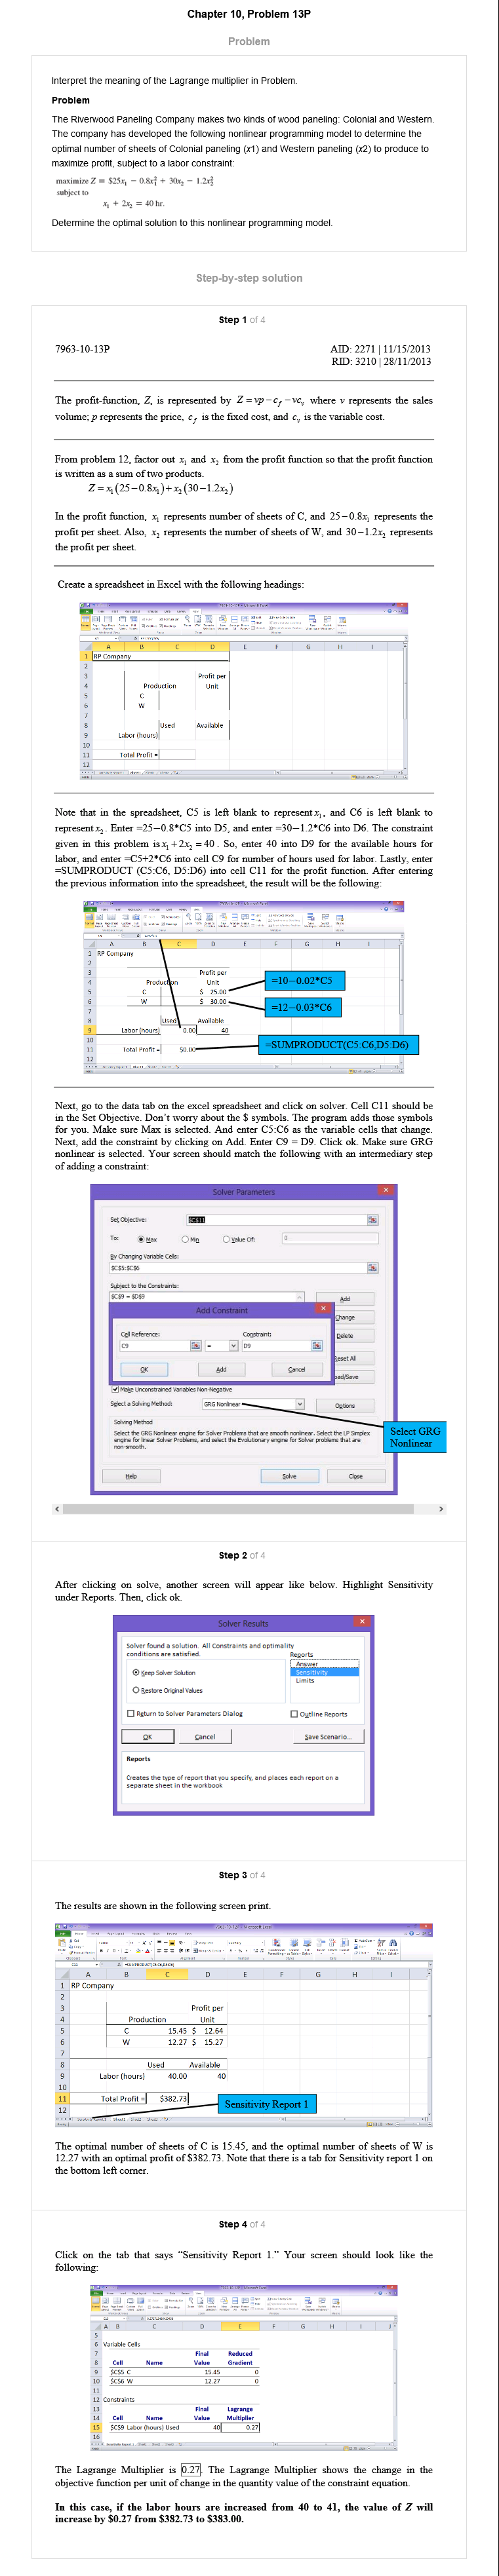 Chapter 10, Problem 13P
Problem
Interpret the meaning of the Lagrange multiplier in Problem.
Problem
The Riverwood Paneling Company makes two kinds of wood paneling: Colonial and Western.
The company has developed the following nonlinear programming model to determine the
optimal number of sheets of Colonial paneling (x1) and Western paneling (x2) to produce to
maximize profit, subject to a labor constraint:
maximize Z = $25x₁ − 0.8x₁² + 30x₂ − 1.2x₂²
subject to
x₁ + 2x₂ = 40 hr.
Determine the optimal solution to this nonlinear programming model.
Step-by-step solution
Step 1 of 4
7963-10-13P
AID: 2271 | 11/15/2013
RID: 3210 | 28/11/2013
The profit-function, Z, is represented by Z = vp − c_f − vc_v where v represents the sales
volume; p represents the price, c_f is the fixed cost, and c_v is the variable cost.
From problem 12, factor out x₁ and x₂ from the profit function so that the profit function
is written as a sum of two products.
Z = x₁(25−0.8x₁)+x₂(30−1.2x₂)
In the profit function, x₁ represents number of sheets of C, and 25−0.8x₁ represents the
profit per sheet. Also, x₂ represents the number of sheets of W, and 30−1.2x₂ represents
the profit per sheet.
Create a spreadsheet in Excel with the following headings:
A B C D E F G H I
1 RP Company
2
3 Profit per
4 Production Unit
5 C
6 W
7
8 Used Available
9 Labor (hours)
10
11 Total Profit =
12
Note that in the spreadsheet, C5 is left blank to represent x₁, and C6 is left blank to
represent x₂. Enter =25−0.8*C5 into D5, and enter =30−1.2*C6 into D6. The constraint
given in this problem is x₁ + 2x₂ = 40. So, enter 40 into D9 for the available hours for
labor, and enter =C5+2*C6 into cell C9 for number of hours used for labor. Lastly, enter
=SUMPRODUCT (C5:C6, D5:D6) into cell C11 for the profit function. After entering
the previous information into the spreadsheet, the result will be the following:
A B C D E F G H I
1 RP Company
2
3 Profit per
4 Production Unit
5 C $ 25.00
6 W $ 30.00
7
8 Used Available
9 Labor (hours) 0.00 40
10
11 Total Profit = $0.00
12
=10−0.02*C5
=12−0.03*C6
=SUMPRODUCT(C5:C6,D5:D6)
Next, go to the data tab on the excel spreadsheet and click on solver. Cell C11 should be
in the Set Objective. Don't worry about the $ symbols. The program adds those symbols
for you. Make sure Max is selected. And enter C5:C6 as the variable cells that change.
Next, add the constraint by clicking on Add. Enter C9 = D9. Click ok. Make sure GRG
nonlinear is selected. Your screen should match the following with an intermediary step
of adding a constraint:
Solver Parameters
Set Objective: $C$11
To: Max Min Value Of: 0
By Changing Variable Cells:
$C$5:$C$6
Subject to the Constraints:
$C$9 = $D$9
Add
Add Constraint
Change
Cell Reference: Constraint:
C9 = D9
Delete
Reset All
OK Add Cancel
oad/Save
Make Unconstrained Variables Non-Negative
Select a Solving Method: GRG Nonlinear Options
Solving Method
Select the GRG Nonlinear engine for Solver Problems that are smooth nonlinear. Select the LP Simplex
engine for linear Solver Problems, and select the Evolutionary engine for Solver problems that are
non-smooth.
Select GRG
Nonlinear
Help Solve Close
Step 2 of 4
After clicking on solve, another screen will appear like below. Highlight Sensitivity
under Reports. Then, click ok.
Solver Results
Solver found a solution. All Constraints and optimality
conditions are satisfied.
Reports
Answer
Sensitivity
Limits
Keep Solver Solution
Restore Original Values
Return to Solver Parameters Dialog
Outline Reports
OK Cancel Save Scenario...
Reports
Creates the type of report that you specify, and places each report on a
separate sheet in the workbook
Step 3 of 4
The results are shown in the following screen print.
A B C D E F G H I
1 RP Company
2
3 Profit per
4 Production Unit
5 C 15.45 $ 12.64
6 W 12.27 $ 15.27
7
8 Used Available
9 Labor (hours) 40.00 40
10
11 Total Profit = $382.73
12
Sensitivity Report 1
The optimal number of sheets of C is 15.45, and the optimal number of sheets of W is
12.27 with an optimal profit of $382.73. Note that there is a tab for Sensitivity report 1 on
the bottom left corner.
Step 4 of 4
Click on the tab that says “Sensitivity Report 1.” Your screen should look like the
following:
A B C D E F G H I J
5
6 Variable Cells
7 Final Reduced
8 Cell Name Value Gradient
9 $C$5 C 15.45 0
10 $C$6 W 12.27 0
11
12 Constraints
13 Final Lagrange
14 Cell Name Value Multiplier
15 $C$9 Labor (hours) Used 40 0.27
16
The Lagrange Multiplier is 0.27. The Lagrange Multiplier shows the change in the
objective function per unit of change in the quantity value of the constraint equation.
In this case, if the labor hours are increased from 40 to 41, the value of Z will
increase by $0.27 from $382.73 to $383.00.